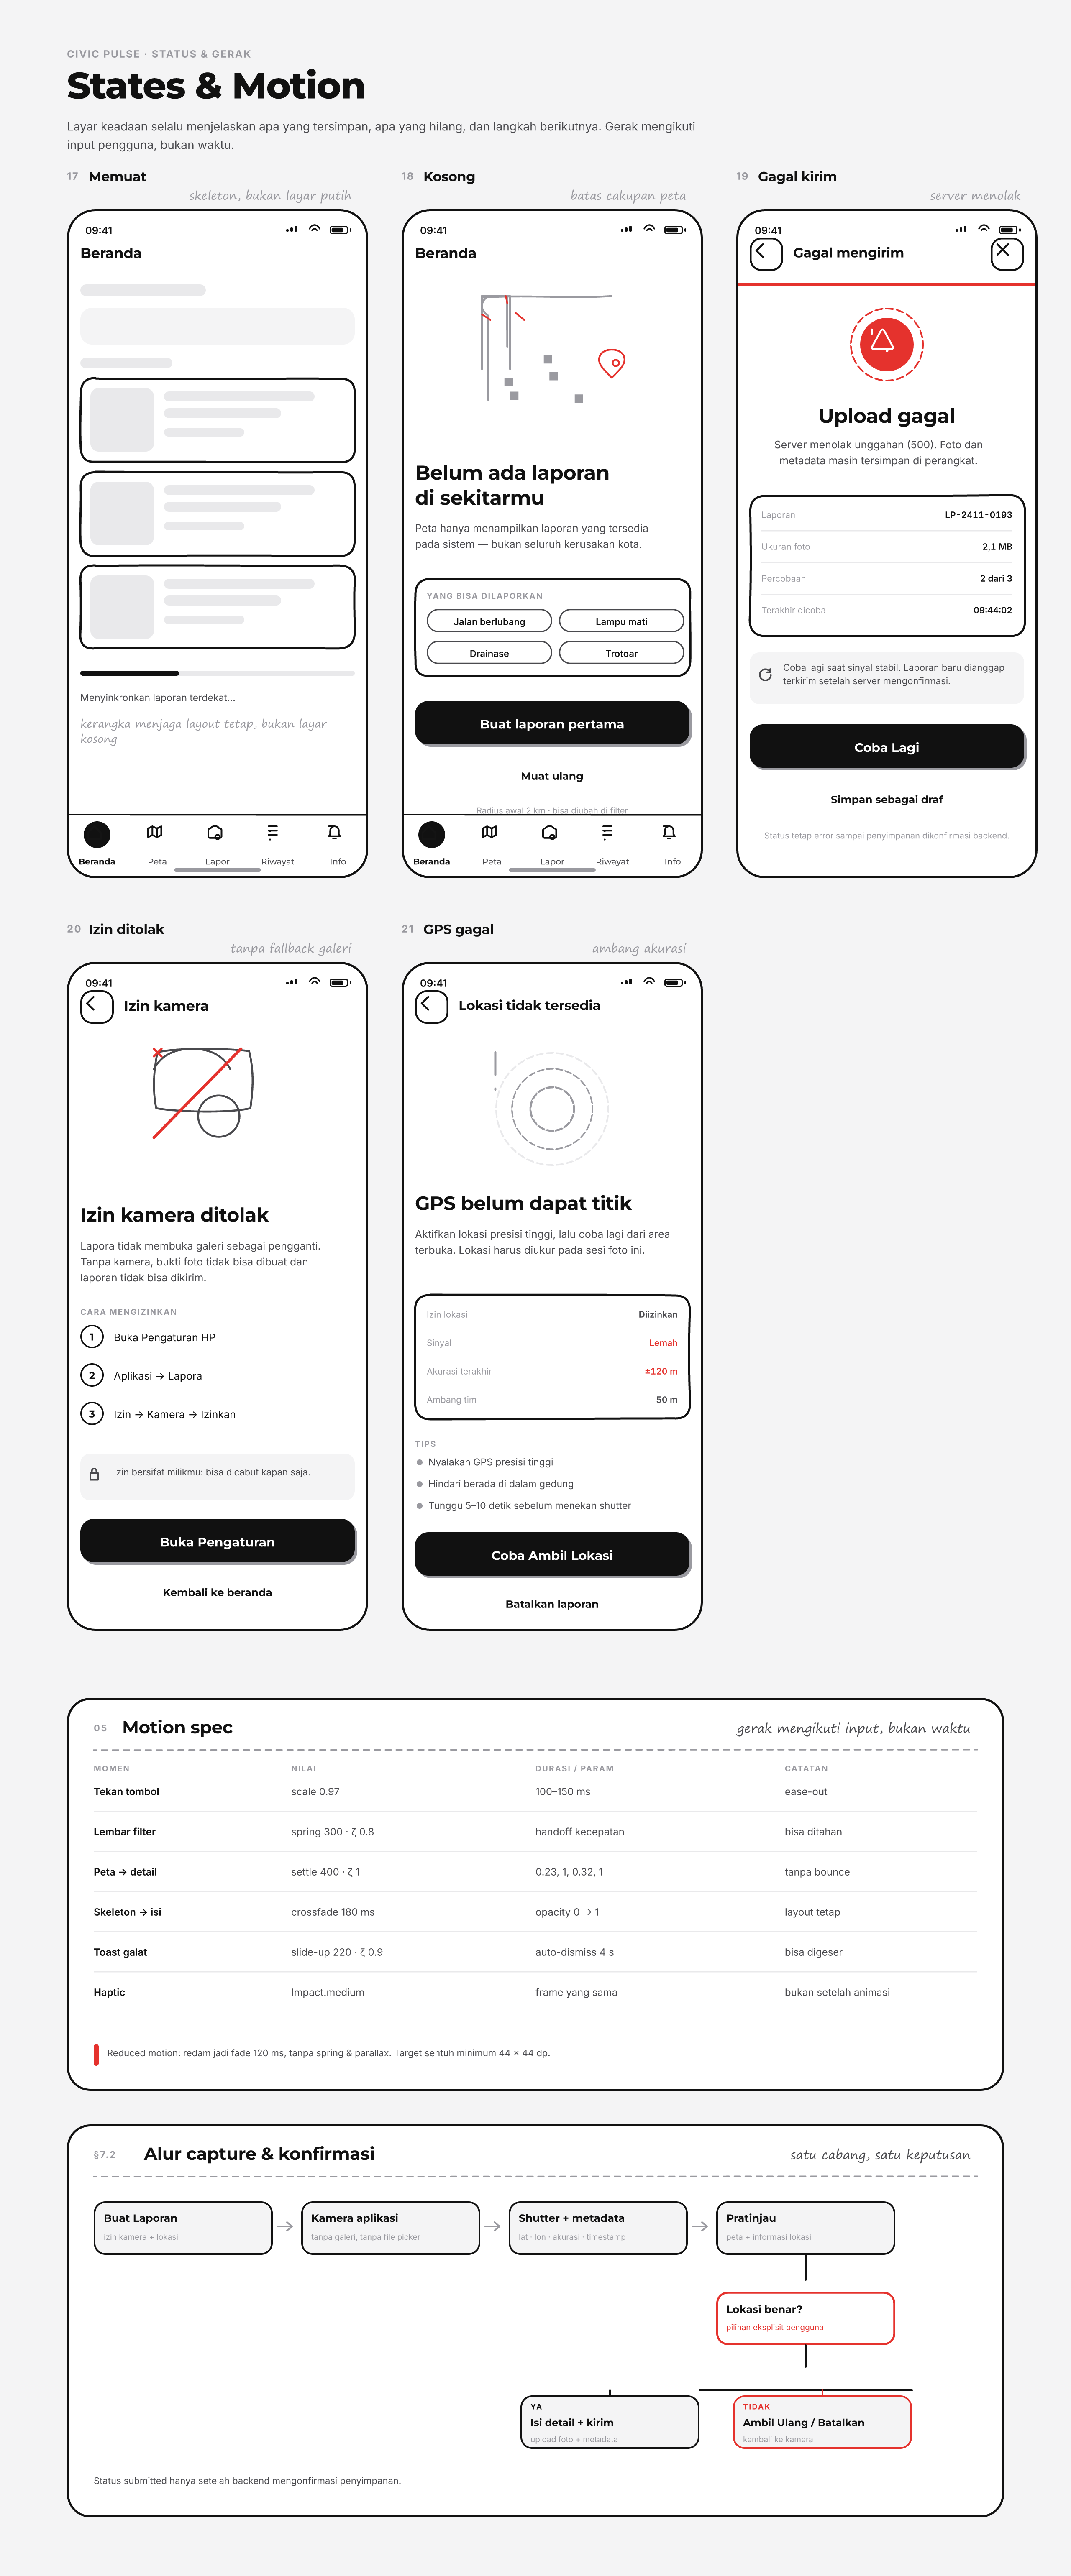 CIVIC PULSE · STATUS & GERAK
States & Motion
Layar keadaan selalu menjelaskan apa yang tersimpan, apa yang hilang, dan langkah berikutnya. Gerak mengikuti
input pengguna, bukan waktu.
17 Memuat
skeleton, bukan layar putih
09:41
Beranda
Menyinkronkan laporan terdekat...
kerangka menjaga layout tetap, bukan layar
kosong
Beranda Peta Lapor Riwayat Info
18 Kosong
batas cakupan peta
09:41
Beranda
Belum ada laporan
di sekitarmu
Peta hanya menampilkan laporan yang tersedia
pada sistem — bukan seluruh kerusakan kota.
YANG BISA DILAPORKAN
Jalan berlubang Lampu mati
Drainase Trotoar
Buat laporan pertama
Muat ulang
Radius awal 2 km · bisa diubah di filter
Beranda Peta Lapor Riwayat Info
19 Gagal kirim
server menolak
09:41
Gagal mengirim
Upload gagal
Server menolak unggahan (500). Foto dan
metadata masih tersimpan di perangkat.
Laporan LP-2411-0193
Ukuran foto 2,1 MB
Percobaan 2 dari 3
Terakhir dicoba 09:44:02
Coba lagi saat sinyal stabil. Laporan baru dianggap
terkirim setelah server mengonfirmasi.
Coba Lagi
Simpan sebagai draf
Status tetap error sampai penyimpanan dikonfirmasi backend.
20 Izin ditolak
tanpa fallback galeri
09:41
Izin kamera
Izin kamera ditolak
Lapora tidak membuka galeri sebagai pengganti.
Tanpa kamera, bukti foto tidak bisa dibuat dan
laporan tidak bisa dikirim.
CARA MENGIZINKAN
1 Buka Pengaturan HP
2 Aplikasi → Lapora
3 Izin → Kamera → Izinkan
Izin bersifat milikmu: bisa dicabut kapan saja.
Buka Pengaturan
Kembali ke beranda
21 GPS gagal
ambang akurasi
09:41
Lokasi tidak tersedia
GPS belum dapat titik
Aktifkan lokasi presisi tinggi, lalu coba lagi dari area
terbuka. Lokasi harus diukur pada sesi foto ini.
Izin lokasi Diizinkan
Sinyal Lemah
Akurasi terakhir ±120 m
Ambang tim 50 m
TIPS
Nyalakan GPS presisi tinggi
Hindari berada di dalam gedung
Tunggu 5–10 detik sebelum menekan shutter
Coba Ambil Lokasi
Batalkan laporan
05 Motion spec
gerak mengikuti input, bukan waktu
MOMEN NILAI DURASI / PARAM CATATAN
Tekan tombol scale 0.97 100–150 ms ease-out
Lembar filter spring 300 · ζ 0.8 handoff kecepatan bisa ditahan
Peta → detail settle 400 · ζ 1 0.23, 1, 0.32, 1 tanpa bounce
Skeleton → isi crossfade 180 ms opacity 0 → 1 layout tetap
Toast galat slide-up 220 · ζ 0.9 auto-dismiss 4 s bisa digeser
Haptic Impact.medium frame yang sama bukan setelah animasi
Reduced motion: redam jadi fade 120 ms, tanpa spring & parallax. Target sentuh minimum 44 × 44 dp.
§7.2 Alur capture & konfirmasi
satu cabang, satu keputusan
Buat Laporan
izin kamera + lokasi
Kamera aplikasi
tanpa galeri, tanpa file picker
Shutter + metadata
lat · lon · akurasi · timestamp
Pratinjau
peta + informasi lokasi
Lokasi benar?
pilihan eksplisit pengguna
YA
Isi detail + kirim
upload foto + metadata
TIDAK
Ambil Ulang / Batalkan
kembali ke kamera
Status submitted hanya setelah backend mengonfirmasi penyimpanan.